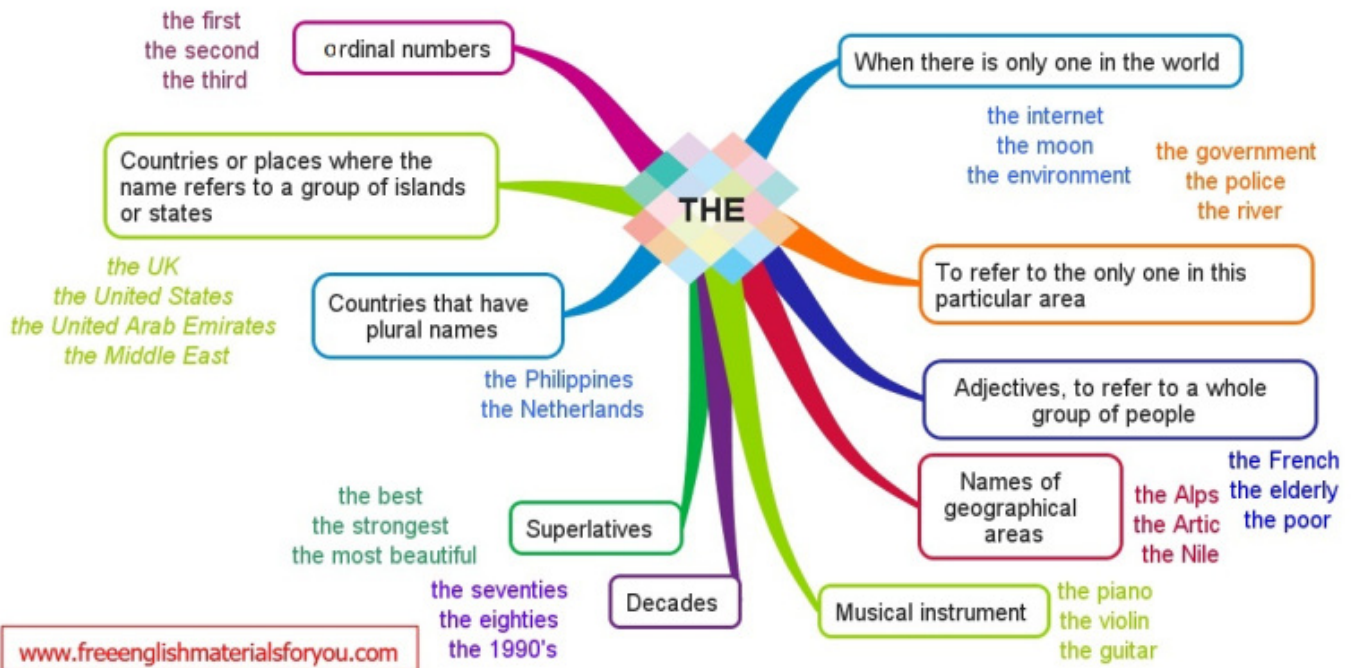 THE
ordinal numbers
the first
the second
the third
Countries or places where the
name refers to a group of islands
or states
the UK
the United States
the United Arab Emirates
the Middle East
Countries that have
plural names
the Philippines
the Netherlands
Superlatives
the best
the strongest
the most beautiful
Decades
the seventies
the eighties
the 1990's
When there is only one in the world
the internet
the moon
the environment
the government
the police
the river
To refer to the only one in this
particular area
Adjectives, to refer to a whole
group of people
the French
the elderly
the poor
Names of
geographical
areas
the Alps
the Artic
the Nile
Musical instrument
the piano
the violin
the guitar
www.freeenglishmaterialsforyou.com